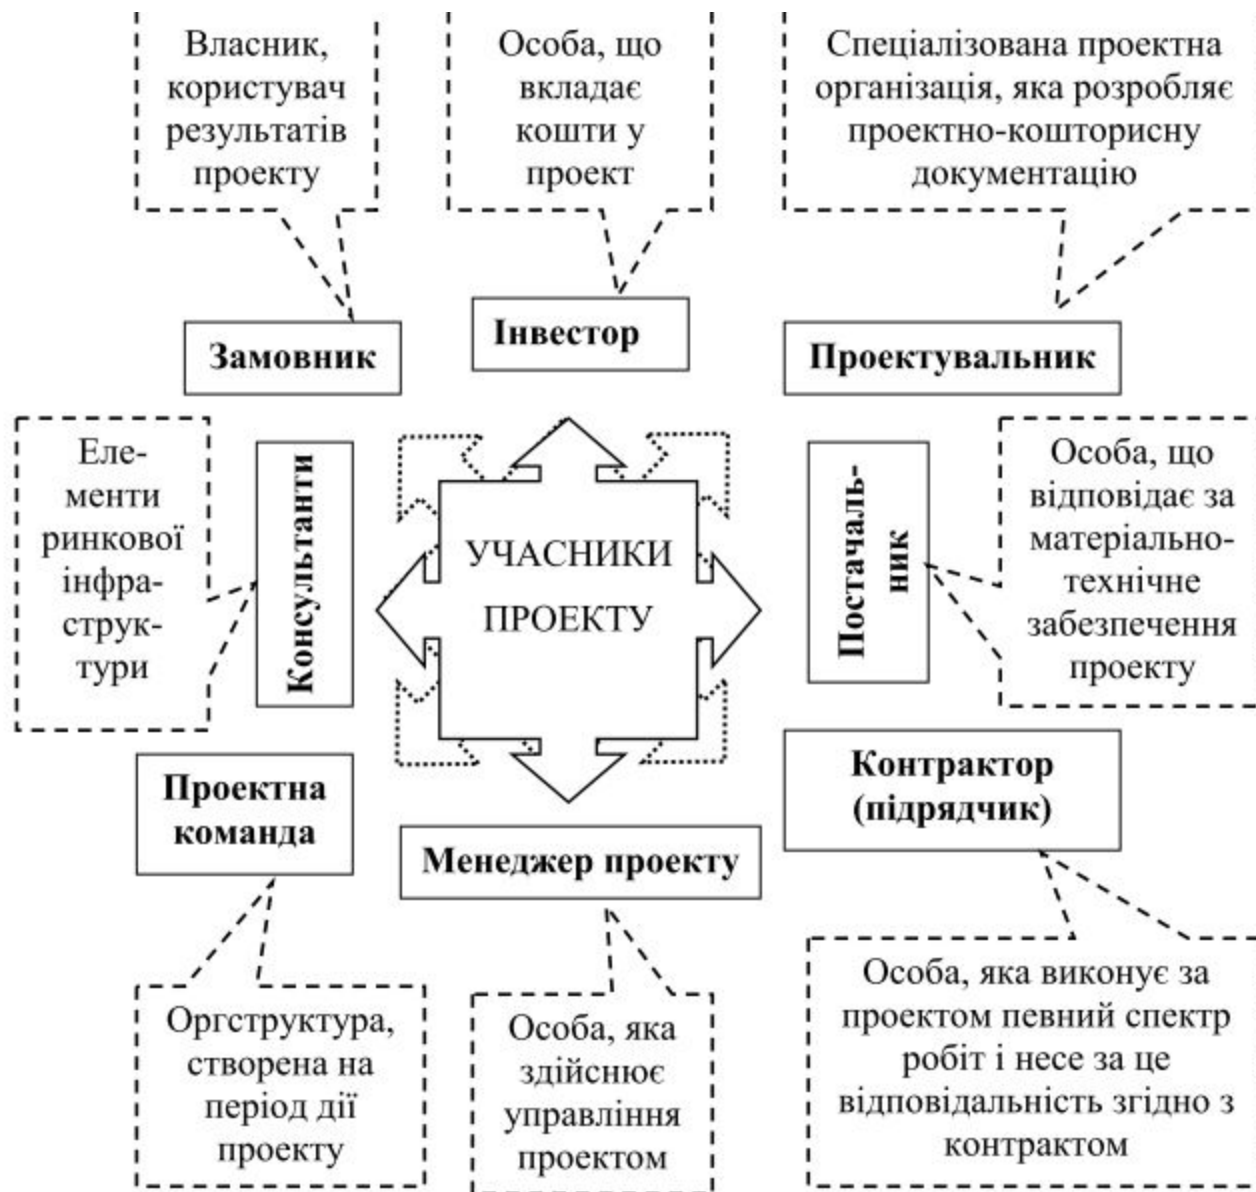 Власник,
користувач
результатів
проекту
Особа, що
вкладає
кошти у
проект
Спеціалізована проектна
організація, яка розробляє
проектно-кошторисну
документацію
Замовник
Інвестор
Проектувальник
Еле-
менти
ринкової
інфра-
струк-
тури
Консультанти
УЧАСНИКИ
ПРОЕКТУ
Постачаль-
ник
Особа, що
відповідає за
матеріально-
технічне
забезпечення
проекту
Проектна
команда
Менеджер проекту
Контрактор
(підрядчик)
Оргструктура,
створена на
період дії
проекту
Особа, яка
здійснює
управління
проектом
Особа, яка виконує за
проектом певний спектр
робіт і несе за це
відповідальність згідно з
контрактом